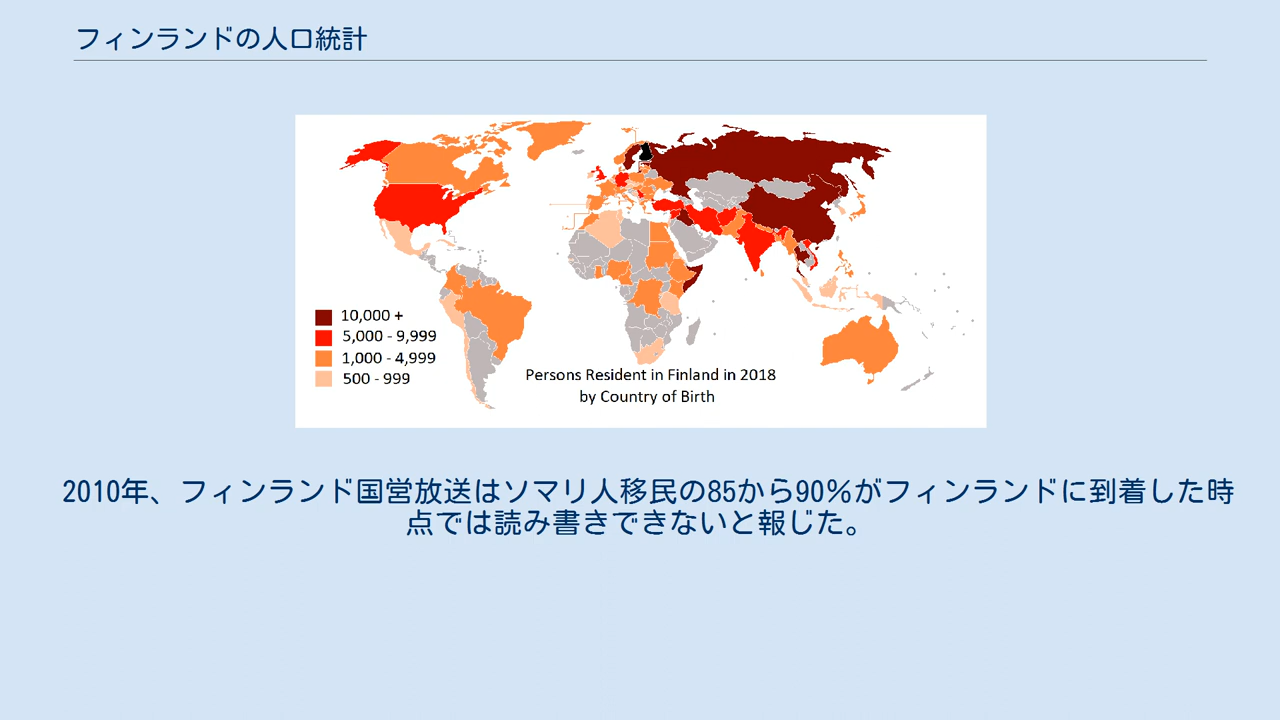 フィンランドの人口統計
10,000 +
5,000 - 9,999
1,000 - 4,999
500 - 999
Persons Resident in Finland in 2018
by Country of Birth
2010年、フィンランド国営放送はソマリ人移民の85から90%がフィンランドに到着した時
点では読み書きできないと報じた。